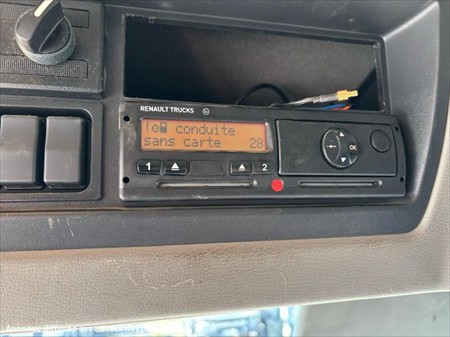 RENAULT TRUCKS
! conduite
sans carte 28
1 2
OK